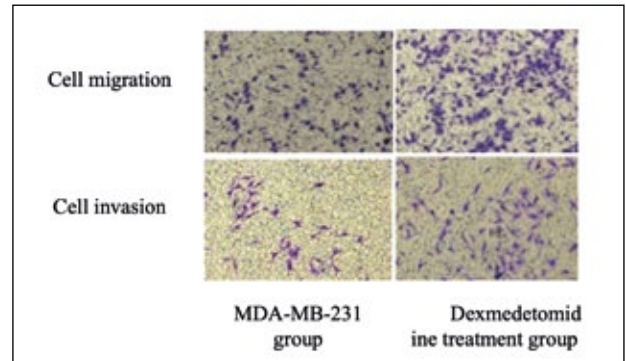 Cell migration
Cell invasion
MDA-MB-231
group
Dexmedetomid
ine treatment group